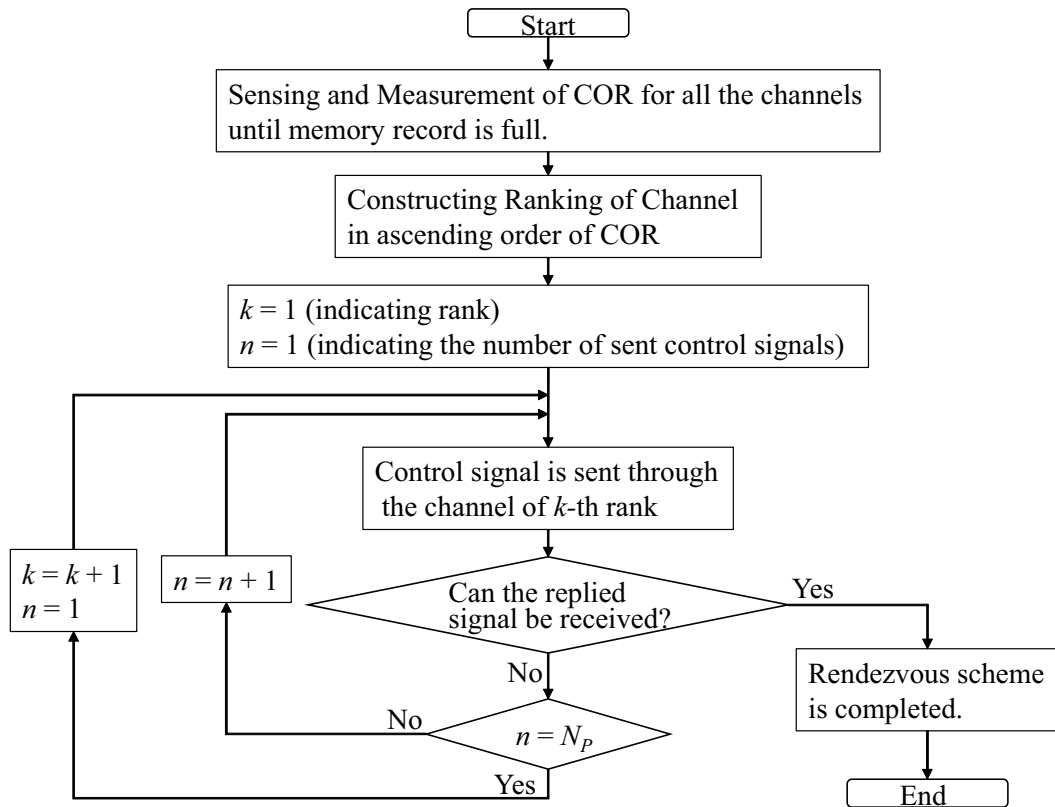 Start
Sensing and Measurement of COR for all the channels
until memory record is full.
Constructing Ranking of Channel
in ascending order of COR
k = 1 (indicating rank)
n = 1 (indicating the number of sent control signals)
Control signal is sent through
the channel of k-th rank
k = k + 1
n = 1
n = n + 1
Can the replied
signal be received?
Yes
No
Rendezvous scheme
is completed.
No
n = N_P
Yes
End